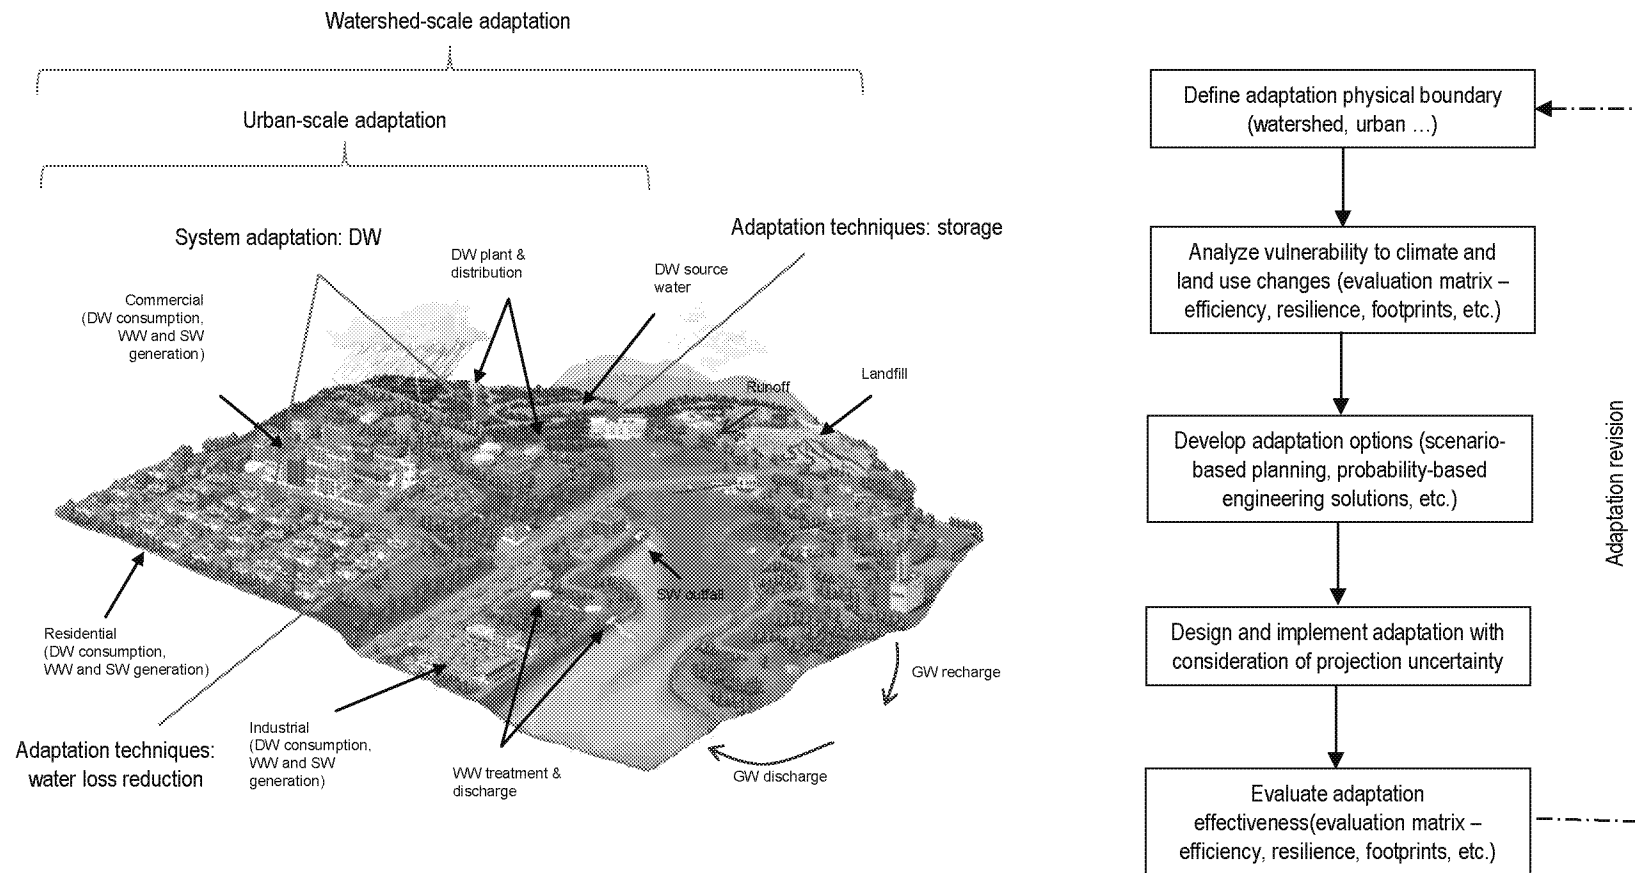 Watershed-scale adaptation
Urban-scale adaptation
System adaptation: DW
Adaptation techniques: storage
DW plant &
distribution
DW source
water
Commercial
(DW consumption,
WW and SW
generation)
Runoff
Landfill
SW outfall
Residential
(DW consumption,
WW and SW generation)
GW recharge
Industrial
(DW consumption,
WW and SW
generation)
Adaptation techniques:
water loss reduction
WW treatment &
discharge
GW discharge
Define adaptation physical boundary
(watershed, urban …)
Analyze vulnerability to climate and
land use changes (evaluation matrix –
efficiency, resilience, footprints, etc.)
Develop adaptation options (scenario-
based planning, probability-based
engineering solutions, etc.)
Design and implement adaptation with
consideration of projection uncertainty
Evaluate adaptation
effectiveness(evaluation matrix –
efficiency, resilience, footprints, etc.)
Adaptation revision